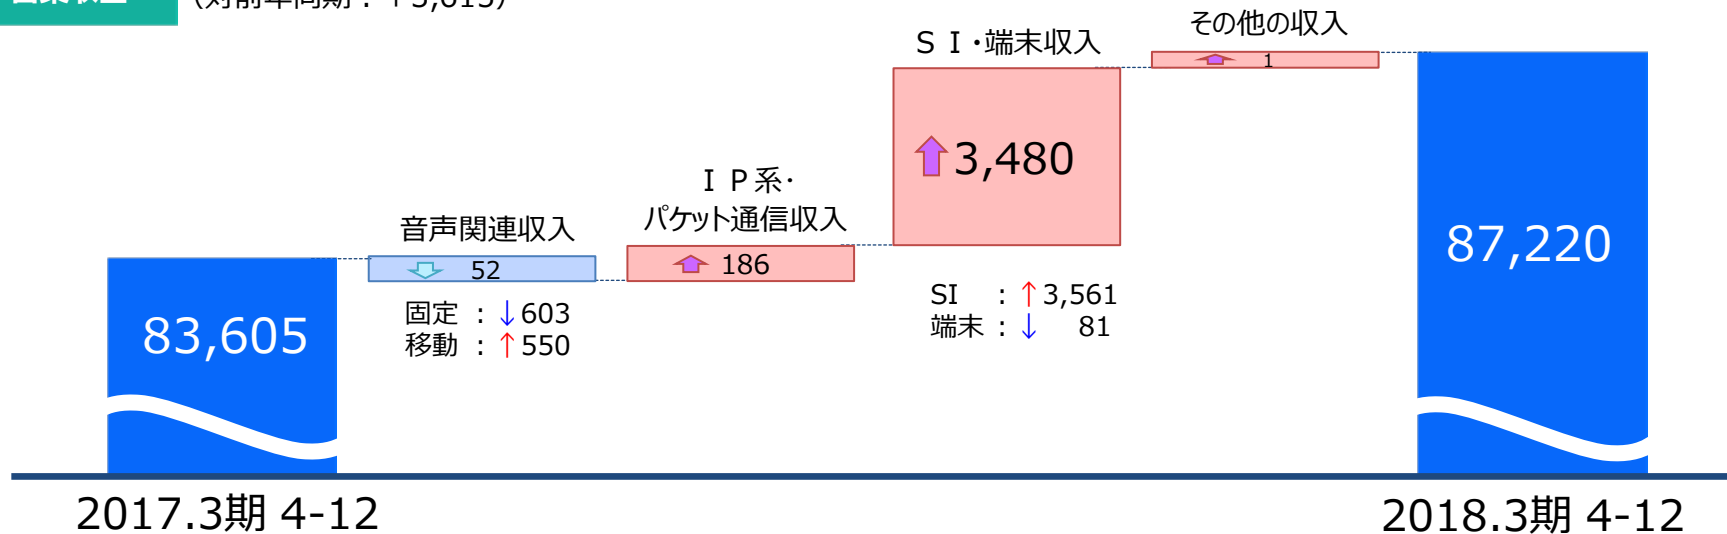 その他の収入
ＳＩ・端末収入
1
3,480
ＩＰ系・
パケット通信収入
音声関連収入
87,220
52
186
SI : ↑3,561
端末 : ↓ 81
固定 : ↓603
移動 : ↑550
83,605
2017.3期 4-12
2018.3期 4-12